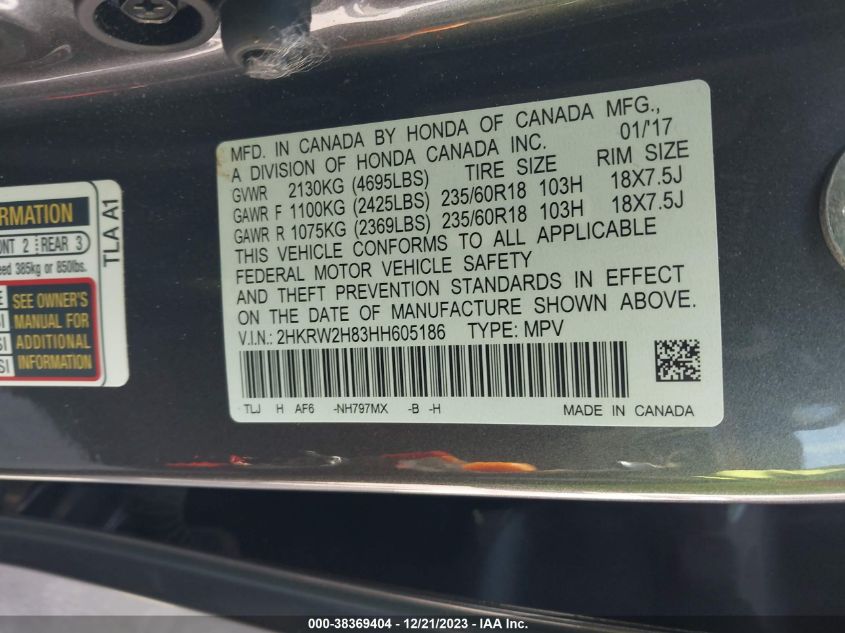 MFD. IN CANADA BY HONDA OF CANADA MFG.,
A DIVISION OF HONDA CANADA INC. 01/'17
GVWR 2130KG (4695LBS) TIRE SIZE RIM SIZE
GAWR F 1100KG (2425LBS) 235/60R18 103H 18X7.5J
GAWR R 1075KG (2369LBS) 235/60R18 103H 18X7.5J
THIS VEHICLE CONFORMS TO ALL APPLICABLE
FEDERAL MOTOR VEHICLE SAFETY
AND THEFT PREVENTION STANDARDS IN EFFECT
ON THE DATE OF MANUFACTURE SHOWN ABOVE.
V.I.N.: 2HKRW2H83HH605186 TYPE: MPV
TLJ H AF6 -NH797MX -B -H MADE IN CANADA
2 REAR 3
385kg or 850lbs.
SEE OWNER'S
MANUAL FOR
ADDITIONAL
INFORMATION
TLA A1
000-38369404 - 12/21/2023 - IAA Inc.